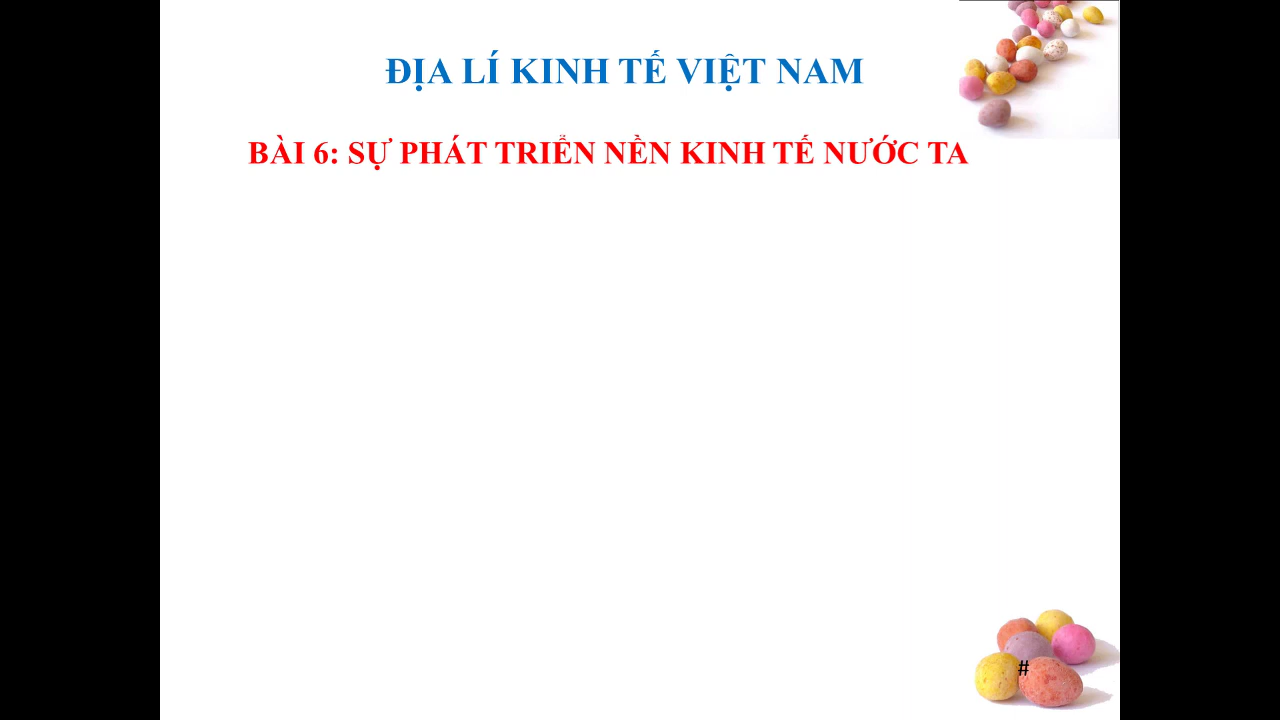 ĐỊA LÍ KINH TẾ VIỆT NAM
BÀI 6: SỰ PHÁT TRIỂN NỀN KINH TẾ NƯỚC TA
#